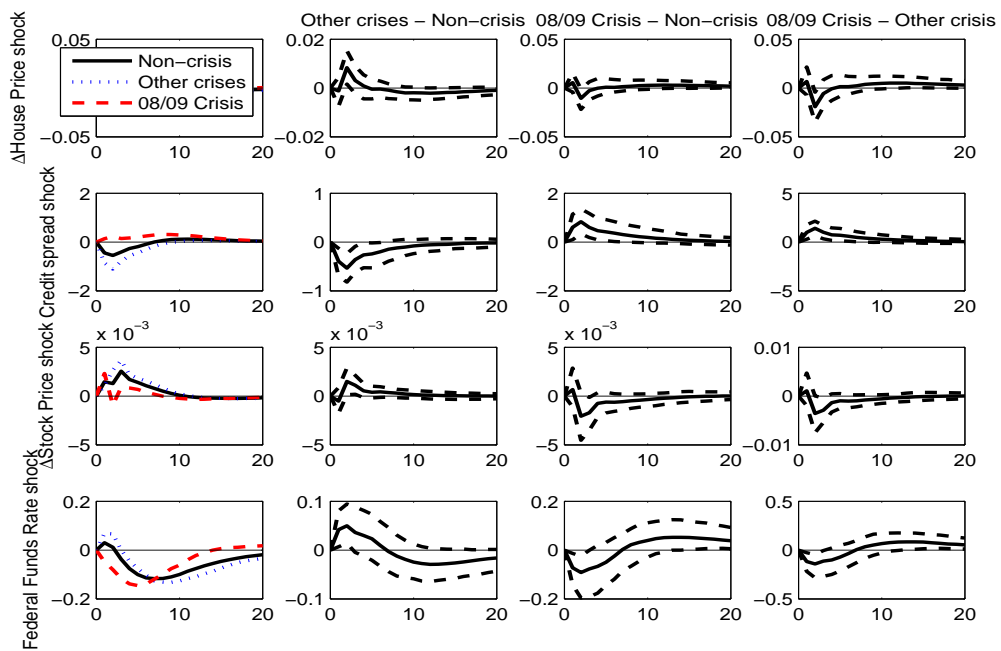 Other crises − Non−crisis 08/09 Crisis − Non−crisis 08/09 Crisis − Other crisis
ΔHouse Price shock
0.05
0
−0.05
0 10 20
Non−crisis
Other crises
08/09 Crisis
0.02
0
−0.02
0 10 20
0.05
0
−0.05
0 10 20
0.05
0
−0.05
0 10 20
Credit spread shock
2
0
−2
0 10 20
1
0
−1
0 10 20
2
0
−2
0 10 20
5
0
−5
0 10 20
ΔStock Price shock
x 10−3
5
0
−5
0 10 20
x 10−3
5
0
−5
0 10 20
x 10−3
5
0
−5
0 10 20
0.01
0
−0.01
0 10 20
Federal Funds Rate shock
0.2
0
−0.2
0 10 20
0.1
0
−0.1
0 10 20
0.2
0
−0.2
0 10 20
0.5
0
−0.5
0 10 20